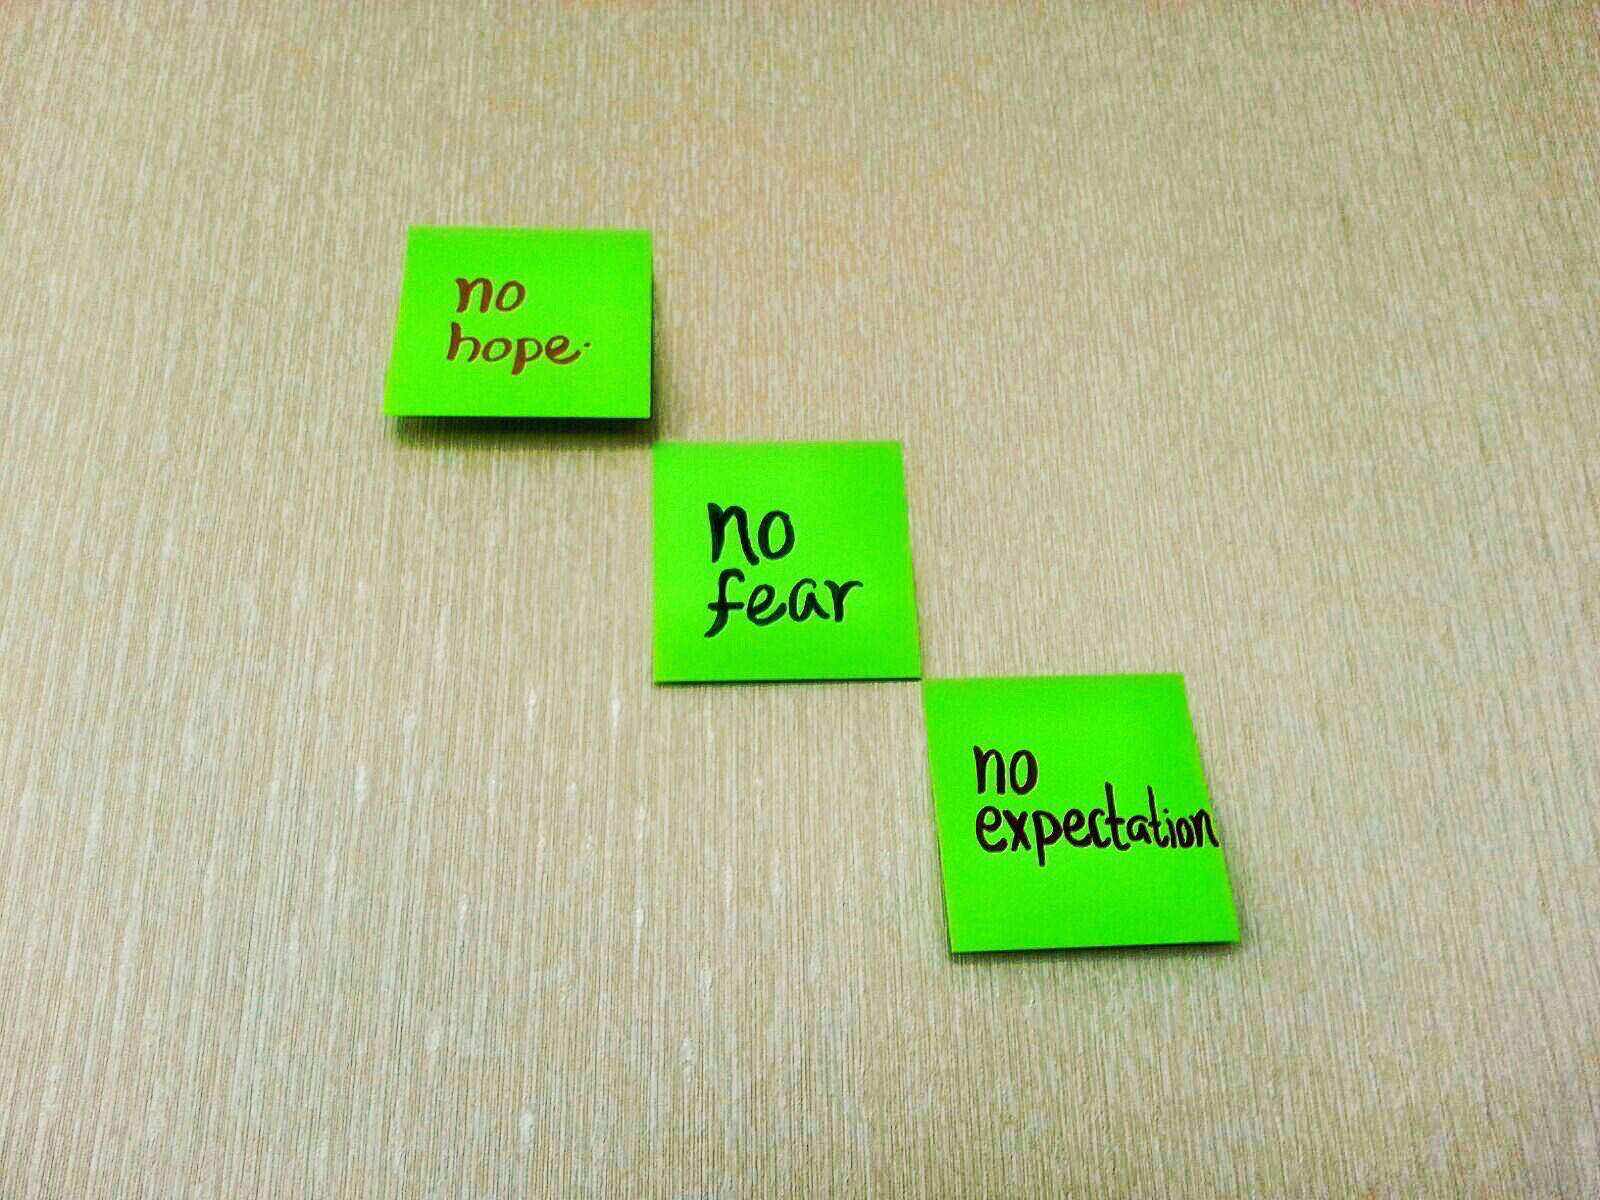 no
hope.
no
fear
no
expectation